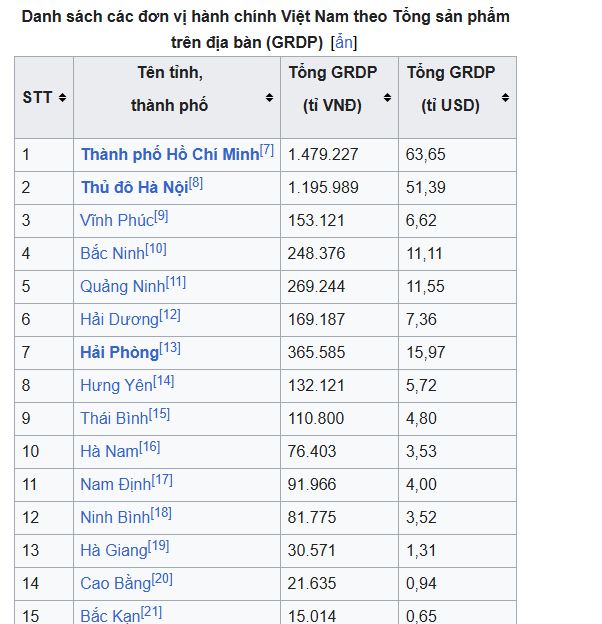 Danh sách các đơn vị hành chính Việt Nam theo Tổng sản phẩm
trên địa bàn (GRDP) [ẩn]
STT Tên tỉnh, thành phố Tổng GRDP (tỉ VNĐ) Tổng GRDP (tỉ USD)
1 Thành phố Hồ Chí Minh[7] 1.479.227 63,65
2 Thủ đô Hà Nội[8] 1.195.989 51,39
3 Vĩnh Phúc[9] 153.121 6,62
4 Bắc Ninh[10] 248.376 11,11
5 Quảng Ninh[11] 269.244 11,55
6 Hải Dương[12] 169.187 7,36
7 Hải Phòng[13] 365.585 15,97
8 Hưng Yên[14] 132.121 5,72
9 Thái Bình[15] 110.800 4,80
10 Hà Nam[16] 76.403 3,53
11 Nam Định[17] 91.966 4,00
12 Ninh Bình[18] 81.775 3,52
13 Hà Giang[19] 30.571 1,31
14 Cao Bằng[20] 21.635 0,94
15 Bắc Kạn[21] 15.014 0,65